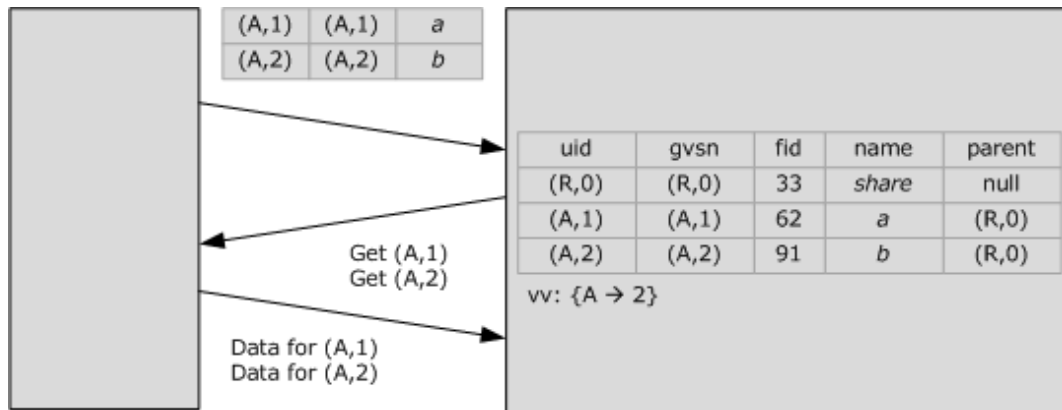 (A,1) (A,1) a
(A,2) (A,2) b
uid gvsn fid name parent
(R,0) (R,0) 33 share null
(A,1) (A,1) 62 a (R,0)
(A,2) (A,2) 91 b (R,0)
vv: {A → 2}
Get (A,1)
Get (A,2)
Data for (A,1)
Data for (A,2)